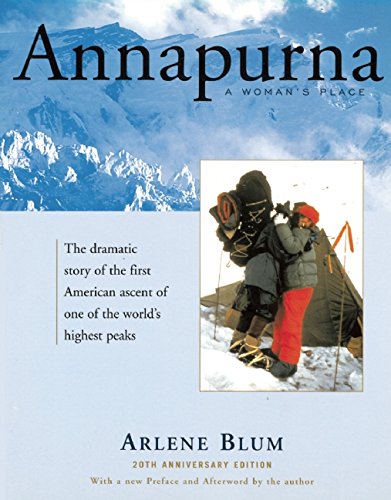 Annapurna
A WOMAN'S PLACE
The dramatic
story of the first
American ascent of
one of the world's
highest peaks
ARLENE BLUM
20TH ANNIVERSARY EDITION
With a new Preface and Afterword by the author